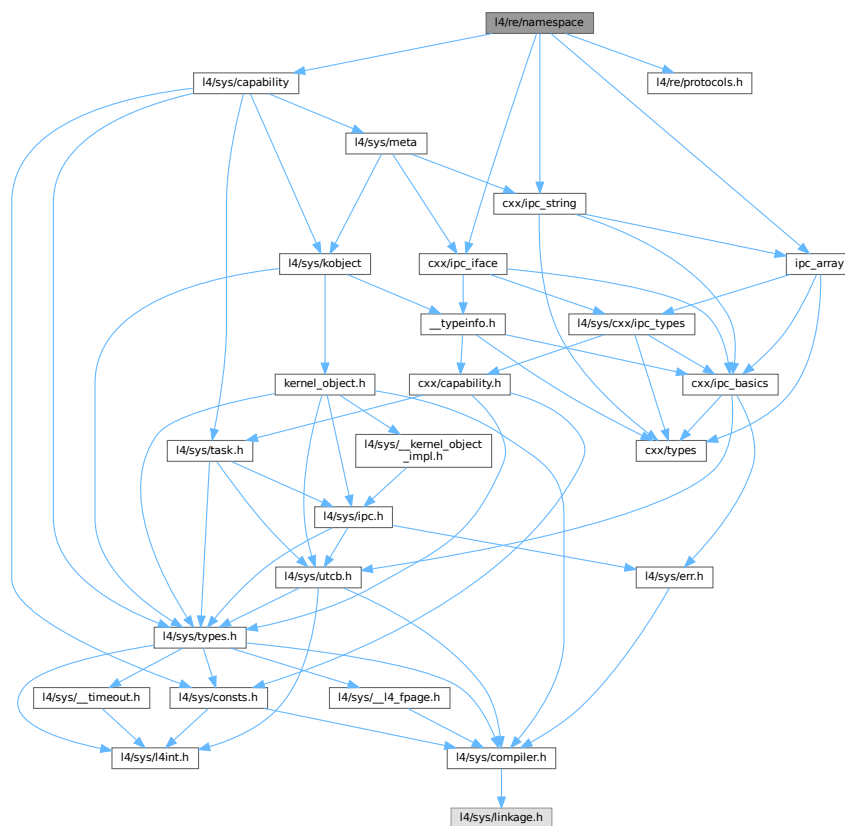 l4/re/namespace
l4/sys/capability
l4/re/protocols.h
l4/sys/meta
cxx/ipc_string
l4/sys/kobject
cxx/ipc_iface
ipc_array
__typeinfo.h
l4/sys/cxx/ipc_types
kernel_object.h
cxx/capability.h
cxx/ipc_basics
l4/sys/task.h
l4/sys/__kernel_object
_impl.h
cxx/types
l4/sys/ipc.h
l4/sys/utcb.h
l4/sys/err.h
l4/sys/types.h
l4/sys/__timeout.h
l4/sys/consts.h
l4/sys/__l4_fpage.h
l4/sys/l4int.h
l4/sys/compiler.h
l4/sys/linkage.h